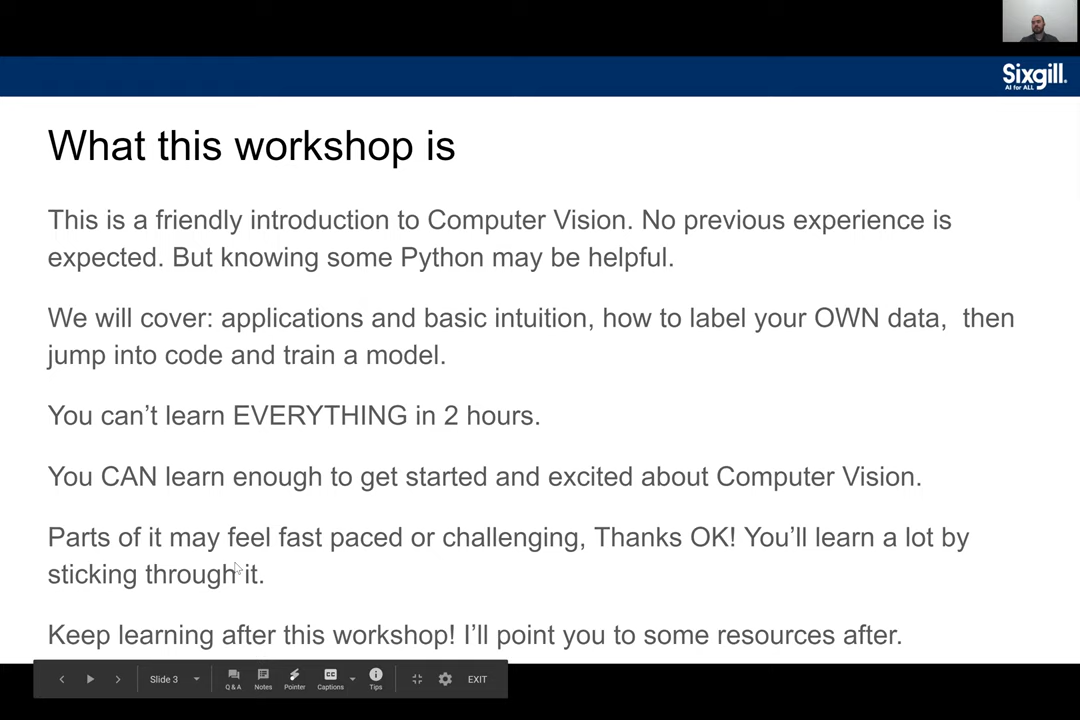 Sixgill.
AI for ALL
What this workshop is
This is a friendly introduction to Computer Vision. No previous experience is
expected. But knowing some Python may be helpful.
We will cover: applications and basic intuition, how to label your OWN data, then
jump into code and train a model.
You can't learn EVERYTHING in 2 hours.
You CAN learn enough to get started and excited about Computer Vision.
Parts of it may feel fast paced or challenging, Thanks OK! You'll learn a lot by
sticking through it.
Keep learning after this workshop! I'll point you to some resources after.
Slide 3
Q & A
Notes
Pointer
CC
Captions
Tips
EXIT